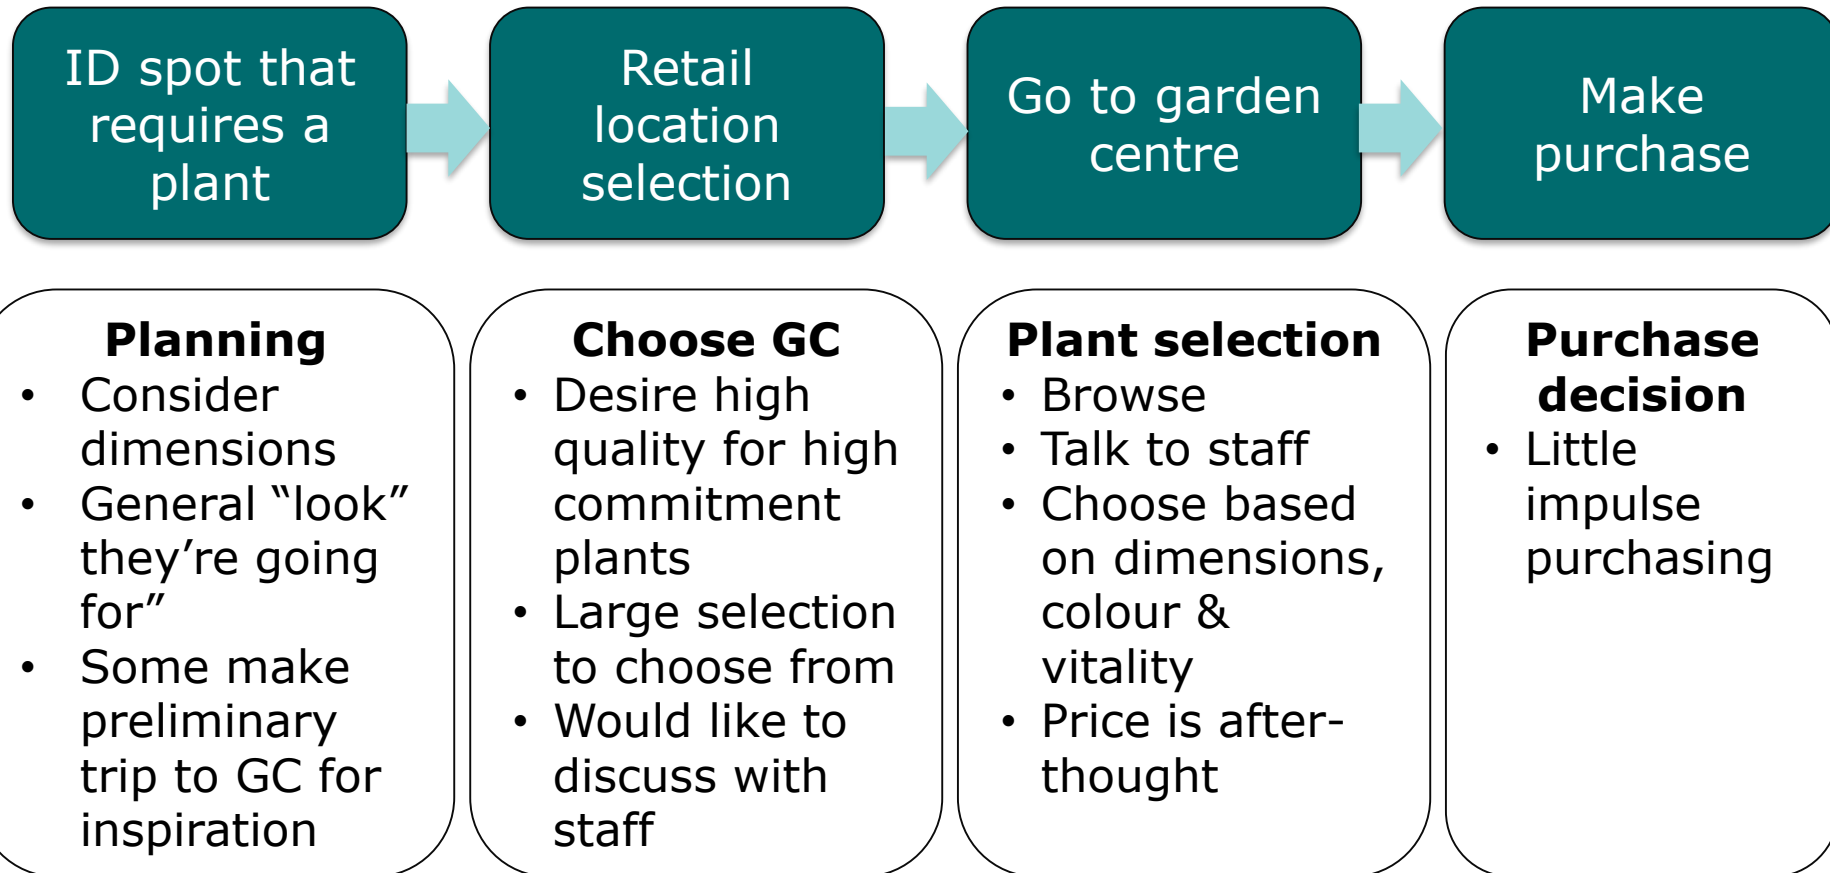 ID spot that
requires a
plant
Retail
location
selection
Go to garden
centre
Make
purchase
Planning
• Consider
dimensions
• General “look”
they’re going
for”
• Some make
preliminary
trip to GC for
inspiration
Choose GC
• Desire high
quality for high
commitment
plants
• Large selection
to choose from
• Would like to
discuss with
staff
Plant selection
• Browse
• Talk to staff
• Choose based
on dimensions,
colour &
vitality
• Price is after-
thought
Purchase
decision
• Little
impulse
purchasing